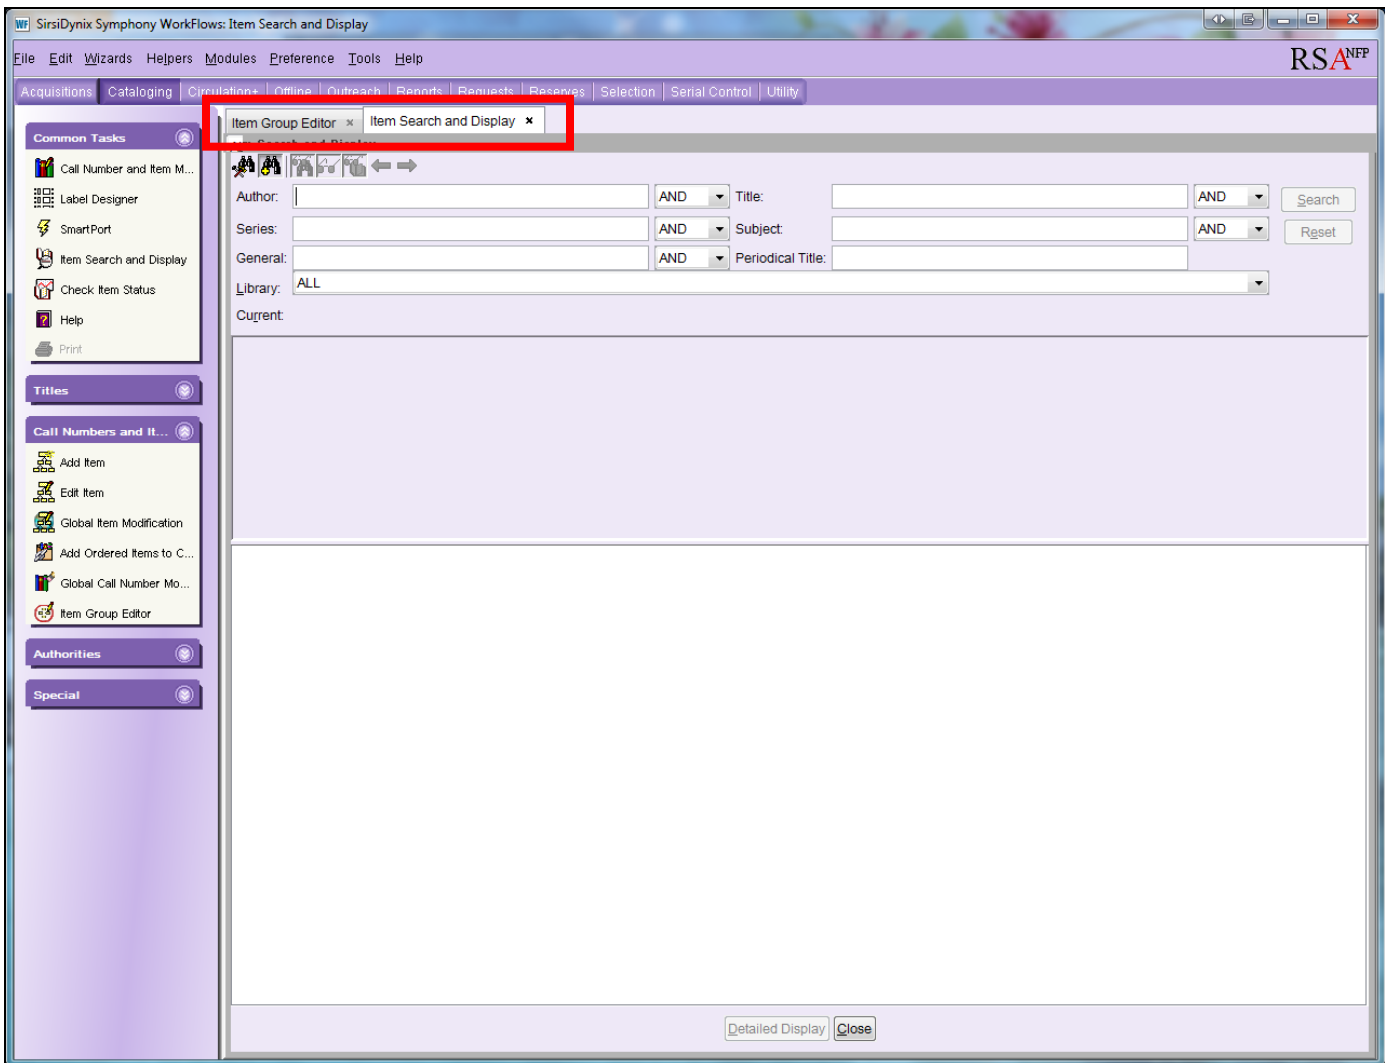 WF SirsiDynix Symphony WorkFlows: Item Search and Display
File Edit Wizards Helpers Modules Preference Tools Help
RSA NFP
Acquisitions Cataloging Circulation+ Offline Outreach Reports Requests Reserves Selection Serial Control Utility
Item Group Editor × Item Search and Display ×
Common Tasks
Call Number and Item M...
Label Designer
SmartPort
Item Search and Display
Check Item Status
Help
Print
Titles
Call Numbers and It...
Add Item
Edit Item
Global Item Modification
Add Ordered Items to C...
Global Call Number Mo...
Item Group Editor
Authorities
Special
Search and Display
Author: AND Title: AND Search
Series: AND Subject: AND Reset
General: AND Periodical Title:
Library: ALL
Current:
Detailed Display Close